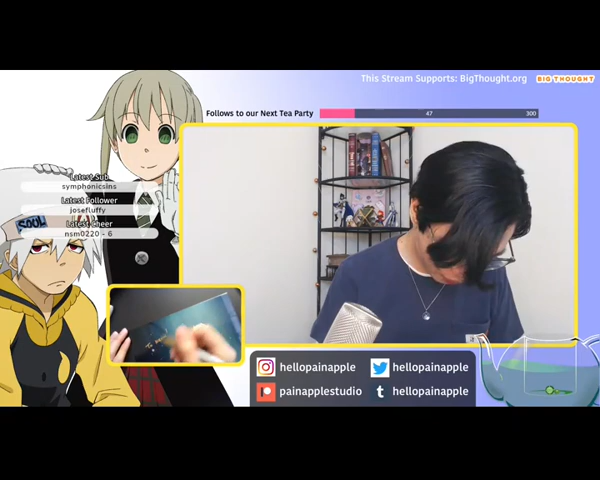 This Stream Supports: BigThought.org
BIG THOUGHT
Follows to our Next Tea Party
47
300
Latest Sub
symphonicsins
Latest Follower
josefluffy
Latest Cheer
nsm0220 - 6
SOUL
hellopainapple
hellopainapple
painapplestudio
hellopainapple